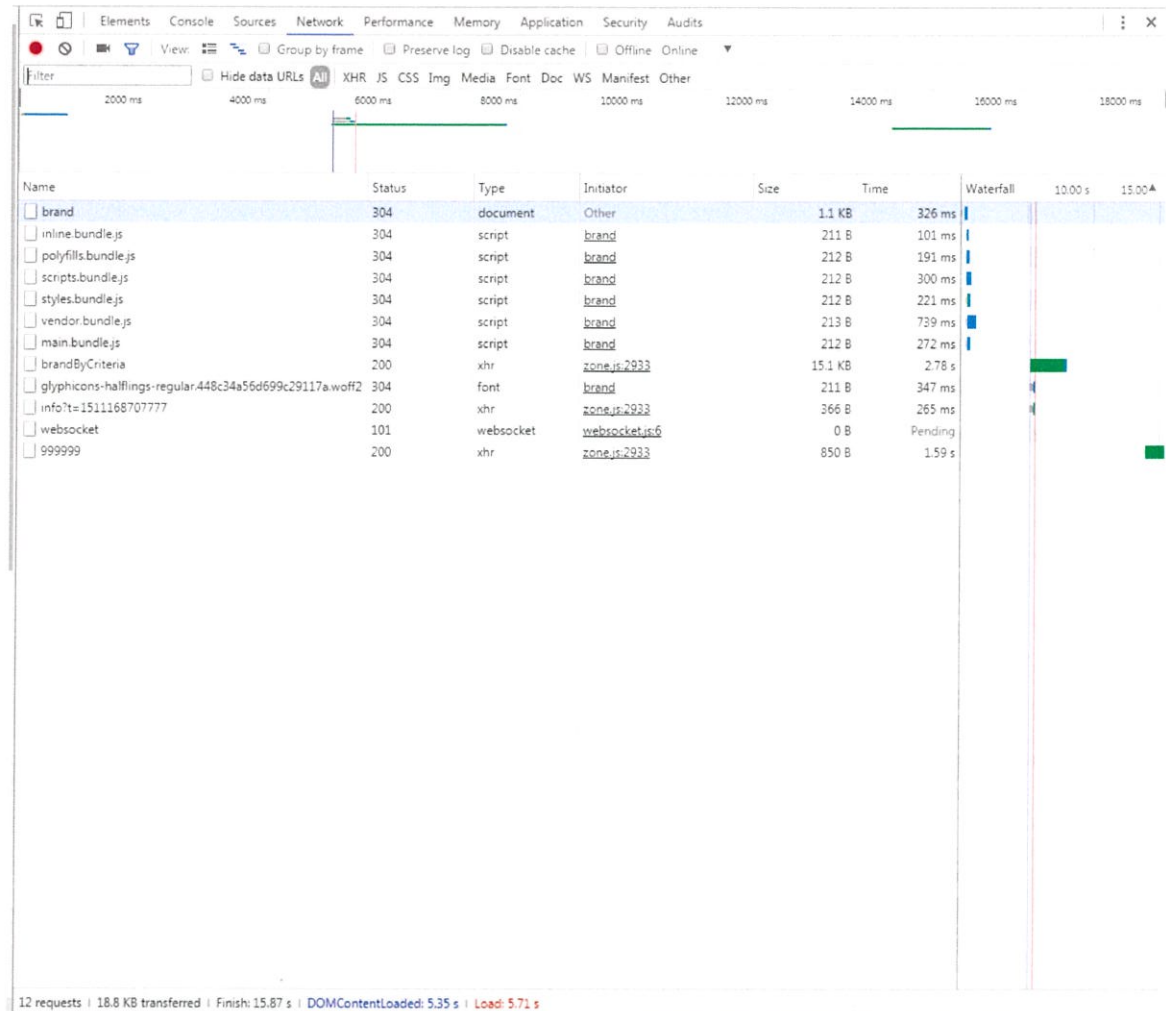 Elements Console Sources Network Performance Memory Application Security Audits
View: Group by frame Preserve log Disable cache Offline Online
Filter Hide data URLs All XHR JS CSS Img Media Font Doc WS Manifest Other
2000 ms 4000 ms 6000 ms 8000 ms 10000 ms 12000 ms 14000 ms 16000 ms 18000 ms
Name Status Type Initiator Size Time Waterfall 10.00 s 15.00
brand 304 document Other 1.1 KB 326 ms
inline.bundle.js 304 script brand 211 B 101 ms
polyfills.bundle.js 304 script brand 212 B 191 ms
scripts.bundle.js 304 script brand 212 B 300 ms
styles.bundle.js 304 script brand 212 B 221 ms
vendor.bundle.js 304 script brand 213 B 739 ms
main.bundle.js 304 script brand 212 B 272 ms
brandByCriteria 200 xhr zone.js:2933 15.1 KB 2.78 s
glyphicons-halflings-regular.448c34a56d699c29117a.woff2 304 font brand 211 B 347 ms
info?t=1511168707777 200 xhr zone.js:2933 366 B 265 ms
websocket 101 websocket websocket.js:6 0 B Pending
999999 200 xhr zone.js:2933 850 B 1.59 s
12 requests | 18.8 KB transferred | Finish: 15.87 s | DOMContentLoaded: 5.35 s | Load: 5.71 s